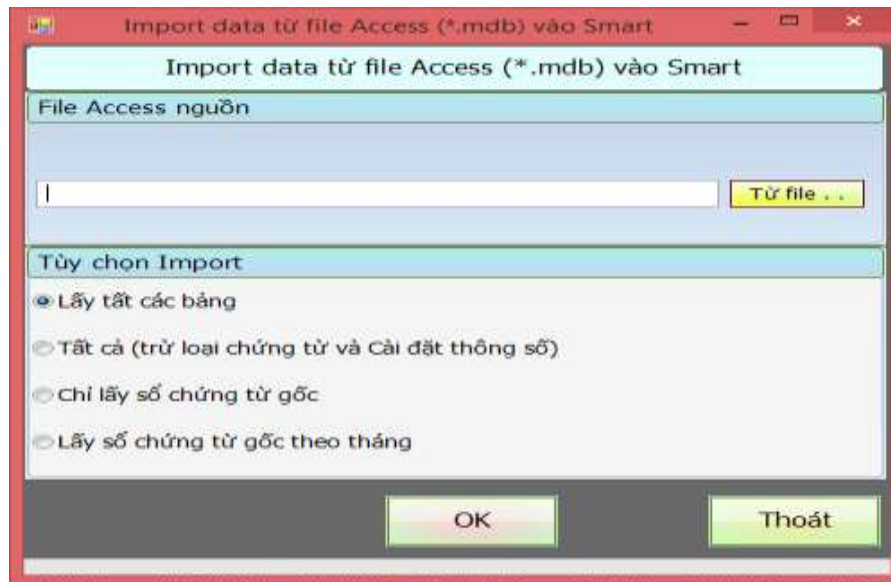 Import data từ file Access (*.mdb) vào Smart
Import data từ file Access (*.mdb) vào Smart
File Access nguồn
Từ file . .
Tùy chọn Import
Lấy tất các bảng
Tất cả (trừ loại chứng từ và Cài đặt thông số)
Chỉ lấy sổ chứng từ gốc
Lấy sổ chứng từ gốc theo tháng
OK Thoát